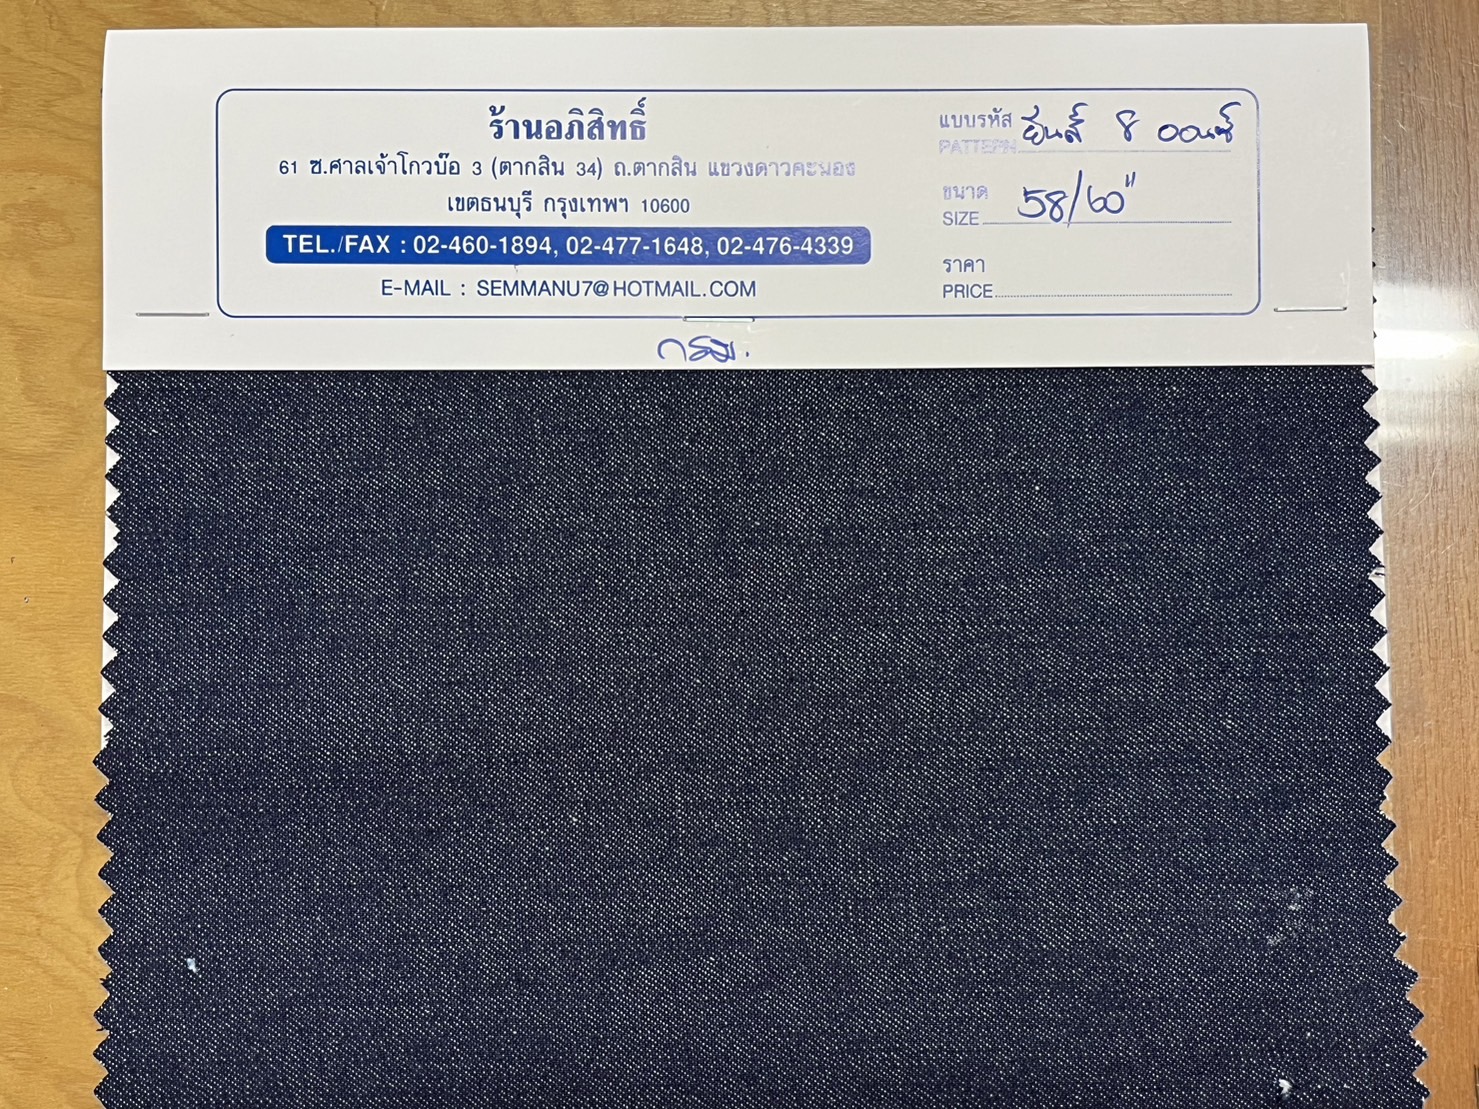 ร้านอภิสิทธิ์
61 ซ.ศาลเจ้าโกวบ๊อ 3 (ตากสิน 34) ถ.ตากสิน แขวงดาวคะนอง
เขตธนบุรี กรุงเทพฯ 10600
TEL./FAX : 02-460-1894, 02-477-1648, 02-476-4339
E-MAIL : SEMMANU7@HOTMAIL.COM
แบบรหัส ยีนส์ 8 ออนซ์
PATTERN
ขนาด
SIZE 58/60"
ราคา
PRICE
กรม.